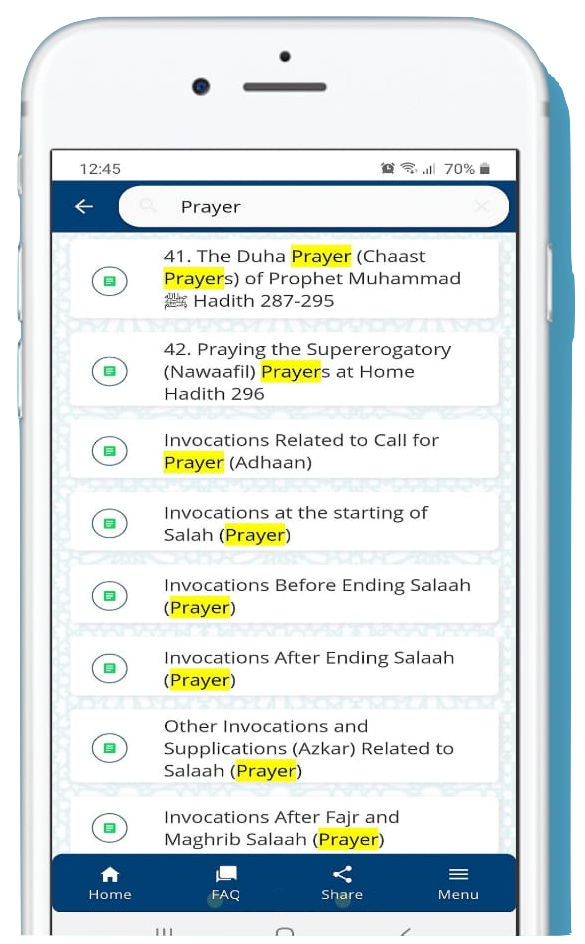 12:45 70%
Prayer
41. The Duha Prayer (Chaast
Prayers) of Prophet Muhammad
ﷺ Hadith 287-295
42. Praying the Supererogatory
(Nawaafil) Prayers at Home
Hadith 296
Invocations Related to Call for
Prayer (Adhaan)
Invocations at the starting of
Salah (Prayer)
Invocations Before Ending Salaah
(Prayer)
Invocations After Ending Salaah
(Prayer)
Other Invocations and
Supplications (Azkar) Related to
Salaah (Prayer)
Invocations After Fajr and
Maghrib Salaah (Prayer)
Home FAQ Share Menu